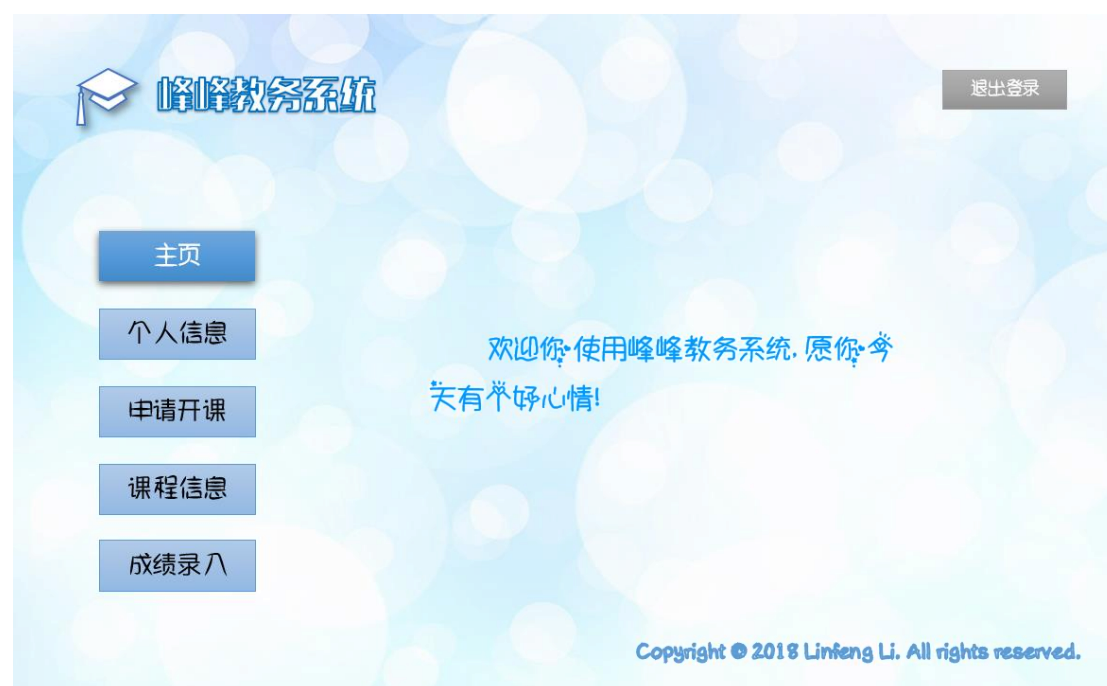 峰峰教务系统
退出登录
主页
个人信息
申请开课
课程信息
成绩录入
欢迎你使用峰峰教务系统,愿你今
天有个好心情!
Copyright © 2018 Linfeng Li. All rights reserved.